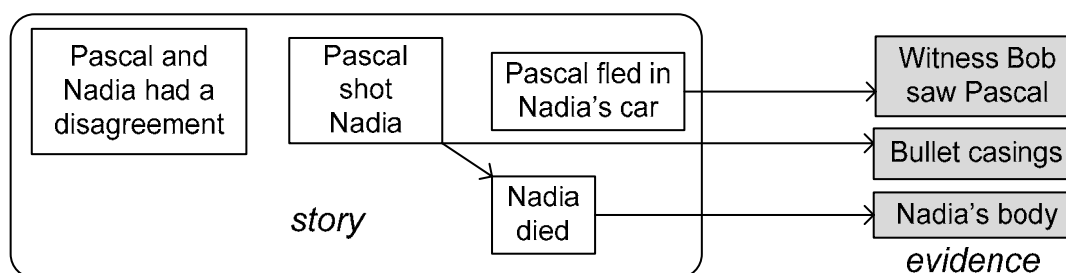 Pascal and
Nadia had a
disagreement
Pascal
shot
Nadia
Pascal fled in
Nadia's car
Nadia
died
story
Witness Bob
saw Pascal
Bullet casings
Nadia's body
evidence